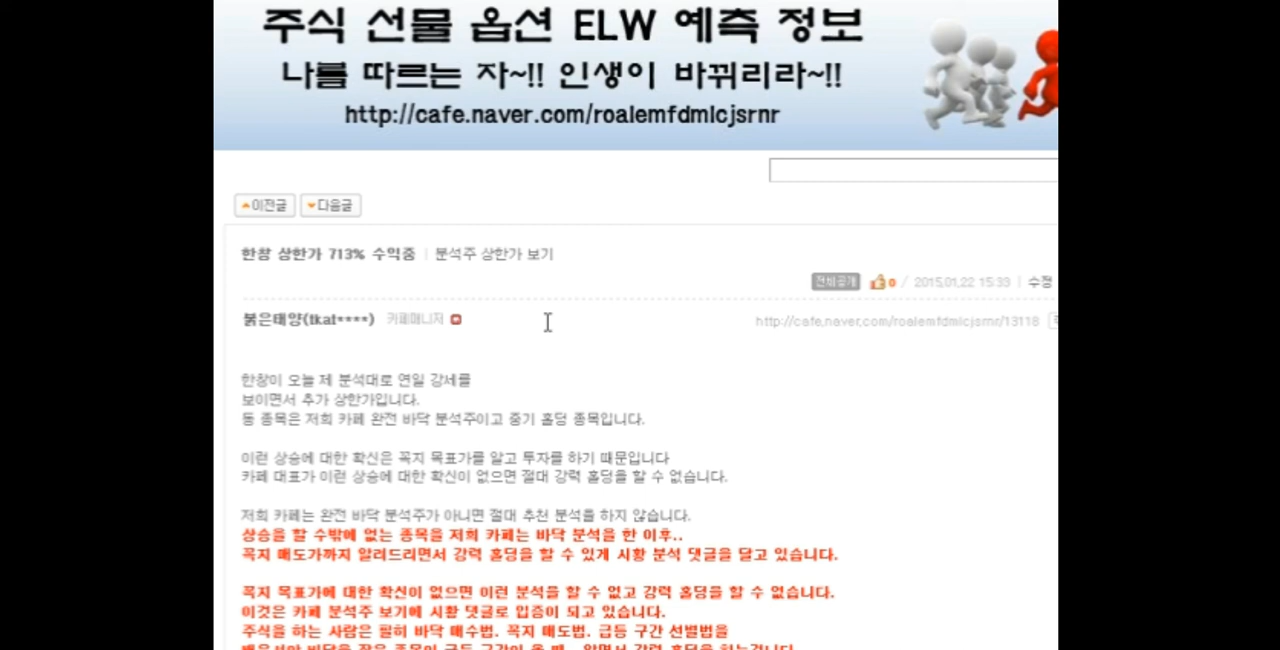 주식 선물 옵션 ELW 예측 정보
나를 따르는 자~!! 인생이 바뀌리라~!!
http://cafe.naver.com/roalemfdmlcjsrnr
이전글 다음글
한창 상한가 713% 수익중 | 분석주 상한가 보기
전체공개 0 / 2015.01.22 15:33 | 수정
붉은태양(tkat****) 카페매니저
http://cafe.naver.com/roalemfdmlcjsrnr/13118
한창이 오늘 제 분석대로 연일 강세를
보이면서 추가 상한가입니다.
동 종목은 저희 카페 완전 바닥 분석주이고 중기 홀딩 종목입니다.
이런 상승에 대한 확신은 꼭지 목표가를 알고 투자를 하기 때문입니다
카페 대표가 이런 상승에 대한 확신이 없으면 절대 강력 홀딩을 할 수 없습니다.
저희 카페는 완전 바닥 분석주가 아니면 절대 추천 분석을 하지 않습니다.
상승을 할 수밖에 없는 종목을 저희 카페는 바닥 분석을 한 이후..
꼭지 매도가까지 알려드리면서 강력 홀딩을 할 수 있게 시황 분석 댓글을 달고 있습니다.
꼭지 목표가에 대한 확신이 없으면 이런 분석을 할 수 없고 강력 홀딩을 할 수 없습니다.
이것은 카페 분석주 보기에 시황 댓글로 입증이 되고 있습니다.
주식을 하는 사람은 필히 바닥 매수법. 꼭지 매도법. 급등 구간 선별법을